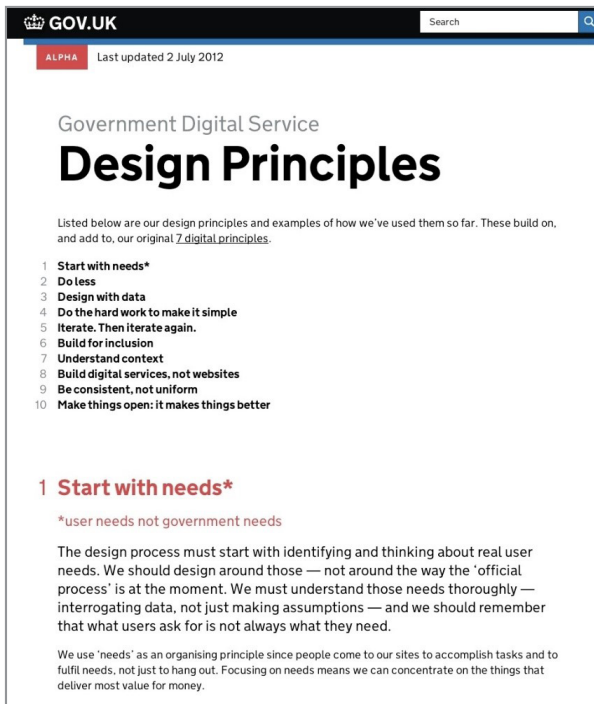 GOV.UK
Search
ALPHA Last updated 2 July 2012
Government Digital Service
Design Principles
Listed below are our design principles and examples of how we’ve used them so far. These build on,
and add to, our original 7 digital principles.
1 Start with needs*
2 Do less
3 Design with data
4 Do the hard work to make it simple
5 Iterate. Then iterate again.
6 Build for inclusion
7 Understand context
8 Build digital services, not websites
9 Be consistent, not uniform
10 Make things open: it makes things better
1 Start with needs*
*user needs not government needs
The design process must start with identifying and thinking about real user
needs. We should design around those — not around the way the ‘official
process’ is at the moment. We must understand those needs thoroughly —
interrogating data, not just making assumptions — and we should remember
that what users ask for is not always what they need.
We use ‘needs’ as an organising principle since people come to our sites to accomplish tasks and to
fulfil needs, not just to hang out. Focusing on needs means we can concentrate on the things that
deliver most value for money.